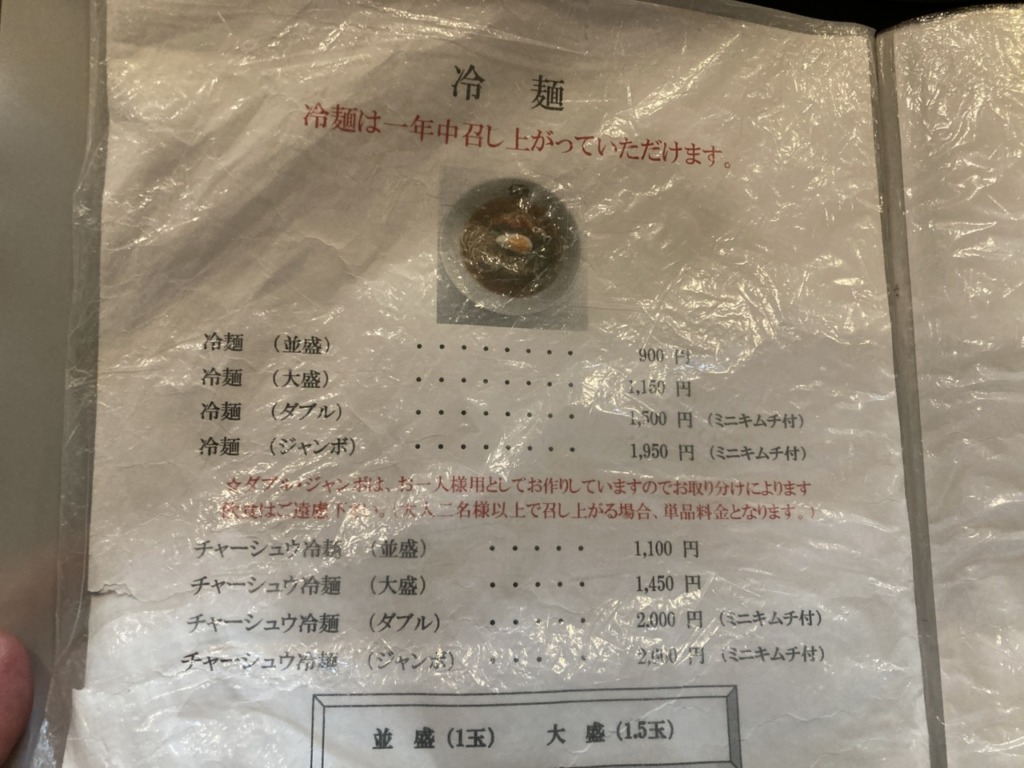 冷 麺
冷麺は一年中召し上がっていただけます。
冷麺 （並盛） ・・・・・・・・ 900 円
冷麺 （大盛） ・・・・・・・・ 1,150 円
冷麺 （ダブル） ・・・・・・・・ 1,500 円 （ミニキムチ付）
冷麺 （ジャンボ） ・・・・・・・・ 1,950 円 （ミニキムチ付）
☆ダブル・ジャンボは、お一人様用としてお作りしていますのでお取り分けによります
はご遠慮下さい。（大人二名様以上で召し上がる場合、単品料金となります。）
チャーシュウ冷麺 （並盛） ・・・・・ 1,100 円
チャーシュウ冷麺 （大盛） ・・・・・ 1,450 円
チャーシュウ冷麺 （ダブル） ・・・・・ 2,000 円 （ミニキムチ付）
チャーシュウ冷麺 （ジャンボ） ・・・・・ 円 （ミニキムチ付）
並 盛 (1玉) 大 盛 (1.5玉)